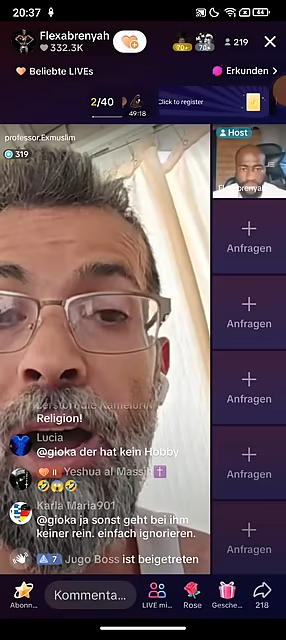 20:37
44
Flexabrenyah
332.3K
70+
70+
219
Beliebte LIVEs
Erkunden
2/40
49:18
Click to register
professor.Exmuslim
319
Host
Flexabrenyah
Anfragen
Anfragen
Anfragen
Anfragen
Anfragen
Religion!
Lucia
@gioka der hat kein Hobby
Yeshua al Massih
Karla Maria901
@gioka ja sonst geht bei ihm
keiner rein. einfach ignorieren.
7 Jugo Boss ist beigetreten
Abonn...
Kommenta...
LIVE mi...
Rose
Gesche...
218